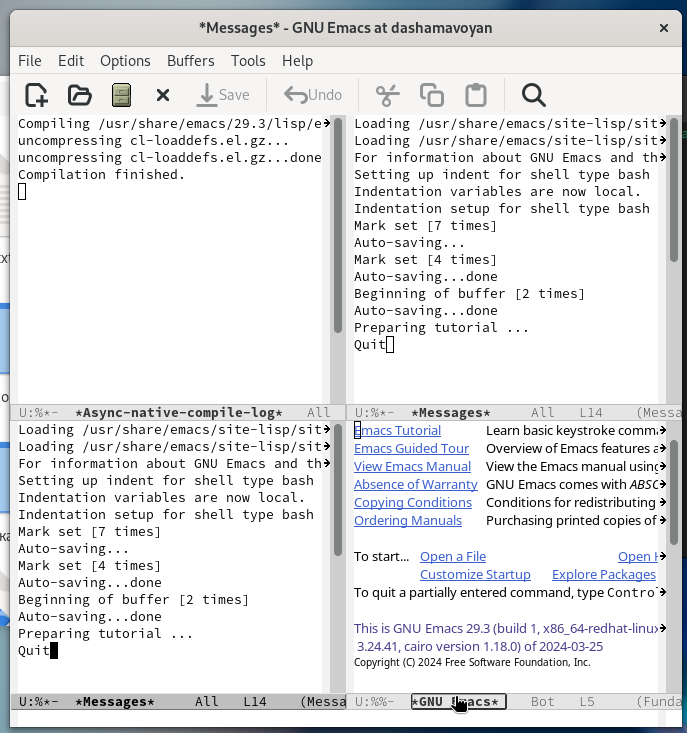 *Messages* - GNU Emacs at dashamavoyan
File Edit Options Buffers Tools Help
Save Undo
Compiling /usr/share/emacs/29.3/lisp/e
uncompressing cl-loaddefs.el.gz...
uncompressing cl-loaddefs.el.gz...done
Compilation finished.
U:%*- *Async-native-compile-log* All
Loading /usr/share/emacs/site-lisp/sit
Loading /usr/share/emacs/site-lisp/sit
For information about GNU Emacs and th
Setting up indent for shell type bash
Indentation variables are now local.
Indentation setup for shell type bash
Mark set [7 times]
Auto-saving...
Mark set [4 times]
Auto-saving...done
Beginning of buffer [2 times]
Auto-saving...done
Preparing tutorial ...
Quit
U:%*- *Messages* All L14 (Messa
Loading /usr/share/emacs/site-lisp/sit
Loading /usr/share/emacs/site-lisp/sit
For information about GNU Emacs and th
Setting up indent for shell type bash
Indentation variables are now local.
Indentation setup for shell type bash
Mark set [7 times]
Auto-saving...
Mark set [4 times]
Auto-saving...done
Beginning of buffer [2 times]
Auto-saving...done
Preparing tutorial ...
Quit
U:%*- *Messages* All L14 (Messa
Emacs Tutorial Learn basic keystroke comma
Emacs Guided Tour Overview of Emacs features a
View Emacs Manual View the Emacs manual using
Absence of Warranty GNU Emacs comes with ABSO
Copying Conditions Conditions for redistributing
Ordering Manuals Purchasing printed copies of
To start... Open a File Open H
Customize Startup Explore Packages
To quit a partially entered command, type Control
This is GNU Emacs 29.3 (build 1, x86_64-redhat-linux
3.24.41, cairo version 1.18.0) of 2024-03-25
Copyright (C) 2024 Free Software Foundation, Inc.
U:%%- *GNU Emacs* Bot L5 (Funda